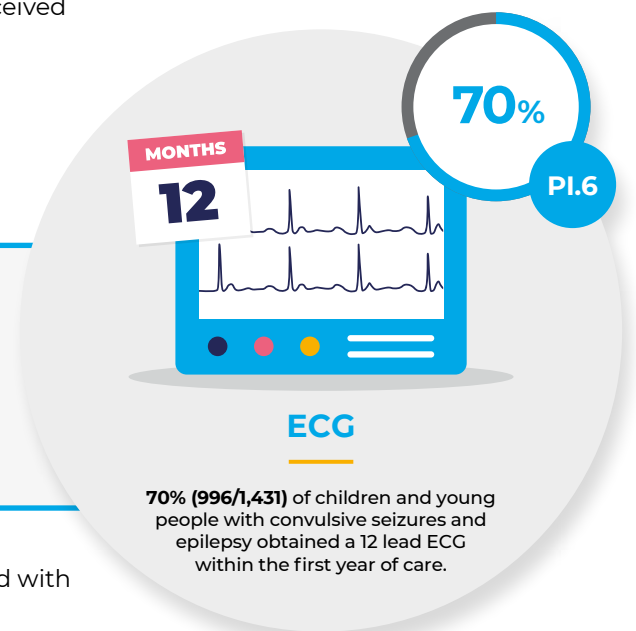 ceived
70%
PI.6
MONTHS
12
ECG
70% (996/1,431) of children and young
people with convulsive seizures and
epilepsy obtained a 12 lead ECG
within the first year of care.
d with